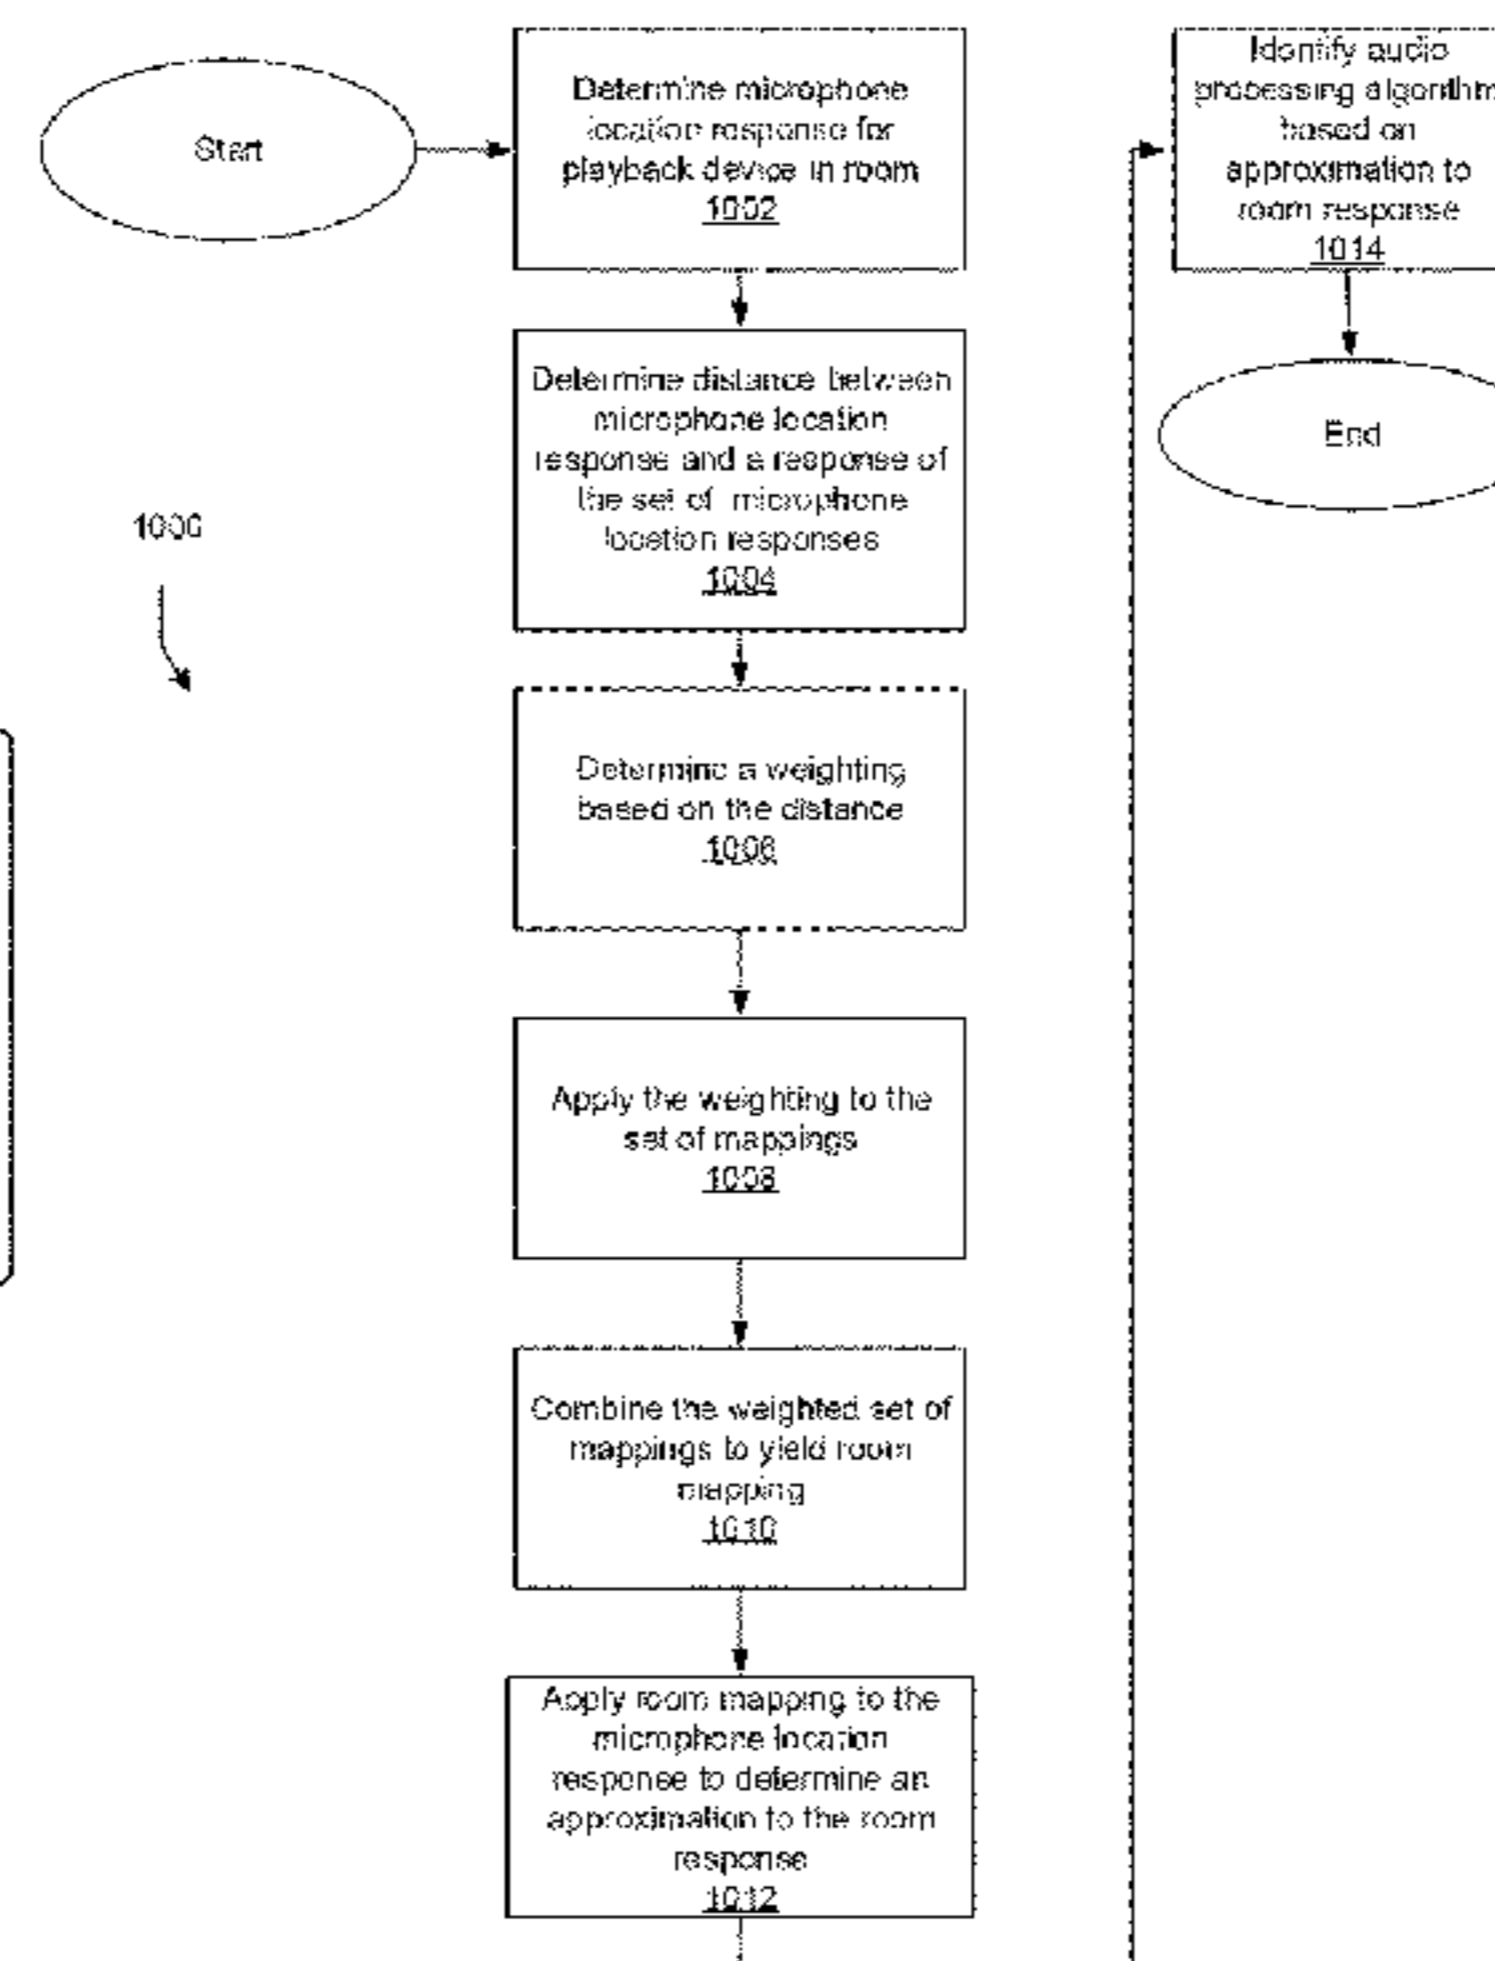 Start
Determine microphone
location response for
playback device in room
1002
Determine distance between
microphone location
response and a response of
the set of microphone
location responses
1004
1000
Determine a weighting
based on the distance
1006
Apply the weighting to the
set of mappings
1008
Combine the weighted set of
mappings to yield room
mapping
1010
Apply room mapping to the
microphone location
response to determine an
approximation to the room
response
1012
Identify audio
processing algorithm
based on
approximation to
room response
1014
End